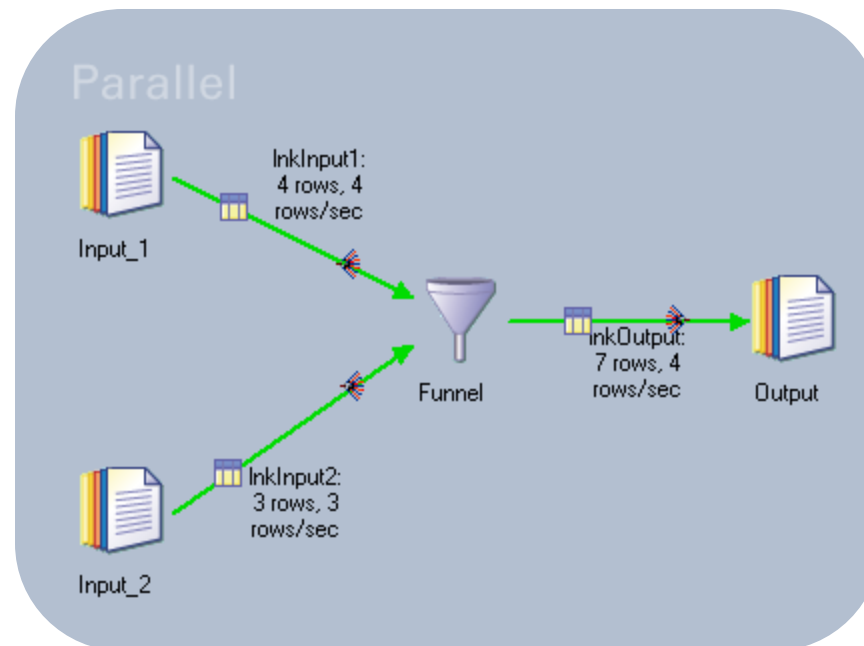 Parallel
lnkInput1:
4 rows, 4
rows/sec
Input_1
Funnel
lnkOutput:
7 rows, 4
rows/sec
Output
lnkInput2:
3 rows, 3
rows/sec
Input_2